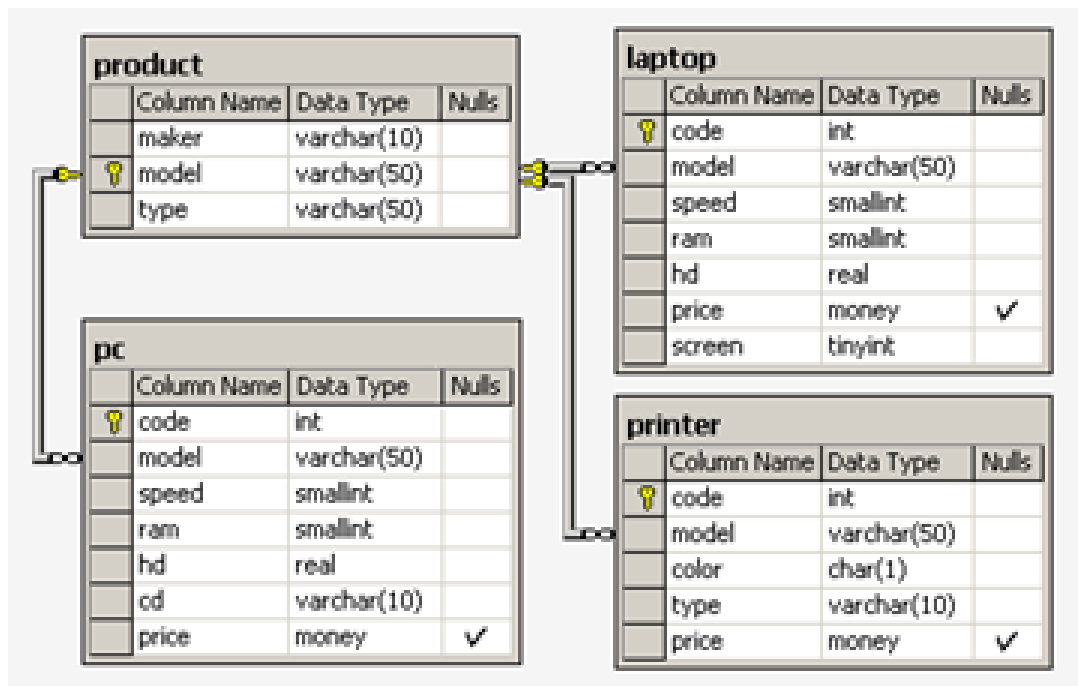 product
Column Name Data Type Nulls
maker varchar(10)
model varchar(50)
type varchar(50)
laptop
Column Name Data Type Nulls
code int
model varchar(50)
speed smallint
ram smallint
hd real
price money ✓
screen tinyint
pc
Column Name Data Type Nulls
code int
model varchar(50)
speed smallint
ram smallint
hd real
cd varchar(10)
price money ✓
printer
Column Name Data Type Nulls
code int
model varchar(50)
color char(1)
type varchar(10)
price money ✓